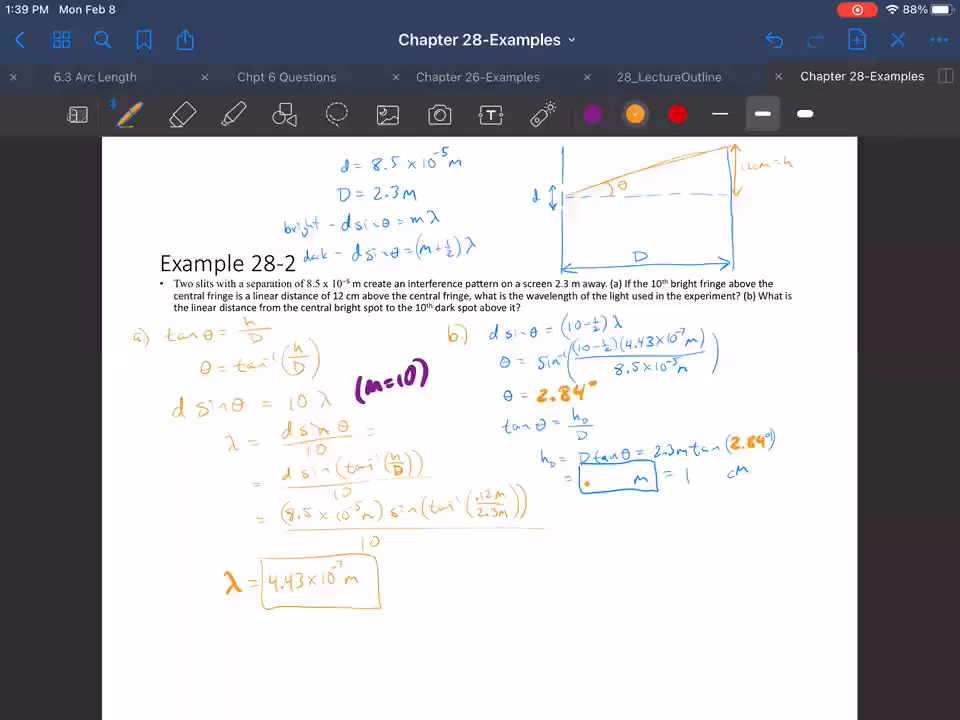 1:39 PM Mon Feb 8
88%
Chapter 28-Examples
6.3 Arc Length
Chpt 6 Questions
Chapter 26-Examples
28_LectureOutline
Chapter 28-Examples
d = 8.5 × 10⁻⁵ m
D = 2.3 m
bright - d sin θ = m λ
dark - d sin θ = (m + 1/2) λ
d
θ
12cm = h
D
Example 28-2
• Two slits with a separation of 8.5 x 10⁻⁵ m create an interference pattern on a screen 2.3 m away. (a) If the 10th bright fringe above the
central fringe is a linear distance of 12 cm above the central fringe, what is the wavelength of the light used in the experiment? (b) What is
the linear distance from the central bright spot to the 10th dark spot above it?
a.) tan θ = h/D
θ = tan⁻¹ (h/D)
(m=10)
d sin θ = 10 λ
λ = d sin θ / 10 =
= d sin (tan⁻¹ (h/D)) / 10
= (8.5 × 10⁻⁵ m) sin (tan⁻¹ (.12m / 2.3m)) / 10
λ = 4.43 × 10⁻⁷ m
b.) d sin θ = (10 - 1/2) λ
θ = sin⁻¹ ((10 - 1/2)(4.43 × 10⁻⁷ m) / 8.5 × 10⁻⁵ m)
θ = 2.84°
tan θ = h_D / D
h_D = D tan θ = 2.3 m tan (2.84°)
= . m = 1 cm